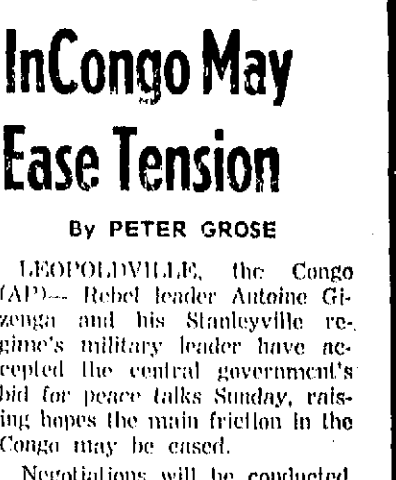 InCongo May
Ease Tension
By PETER GROSE
LEOPOLDVILLE, the Congo
(AP)— Rebel leader Antoine Gi-
zenga and his Stanleyville re-
gime's military leader have ac-
cepted the central government's
bid for peace talks Sunday, rais-
ing hopes the main friction in the
Congo may be eased.
Negotiations will be conducted